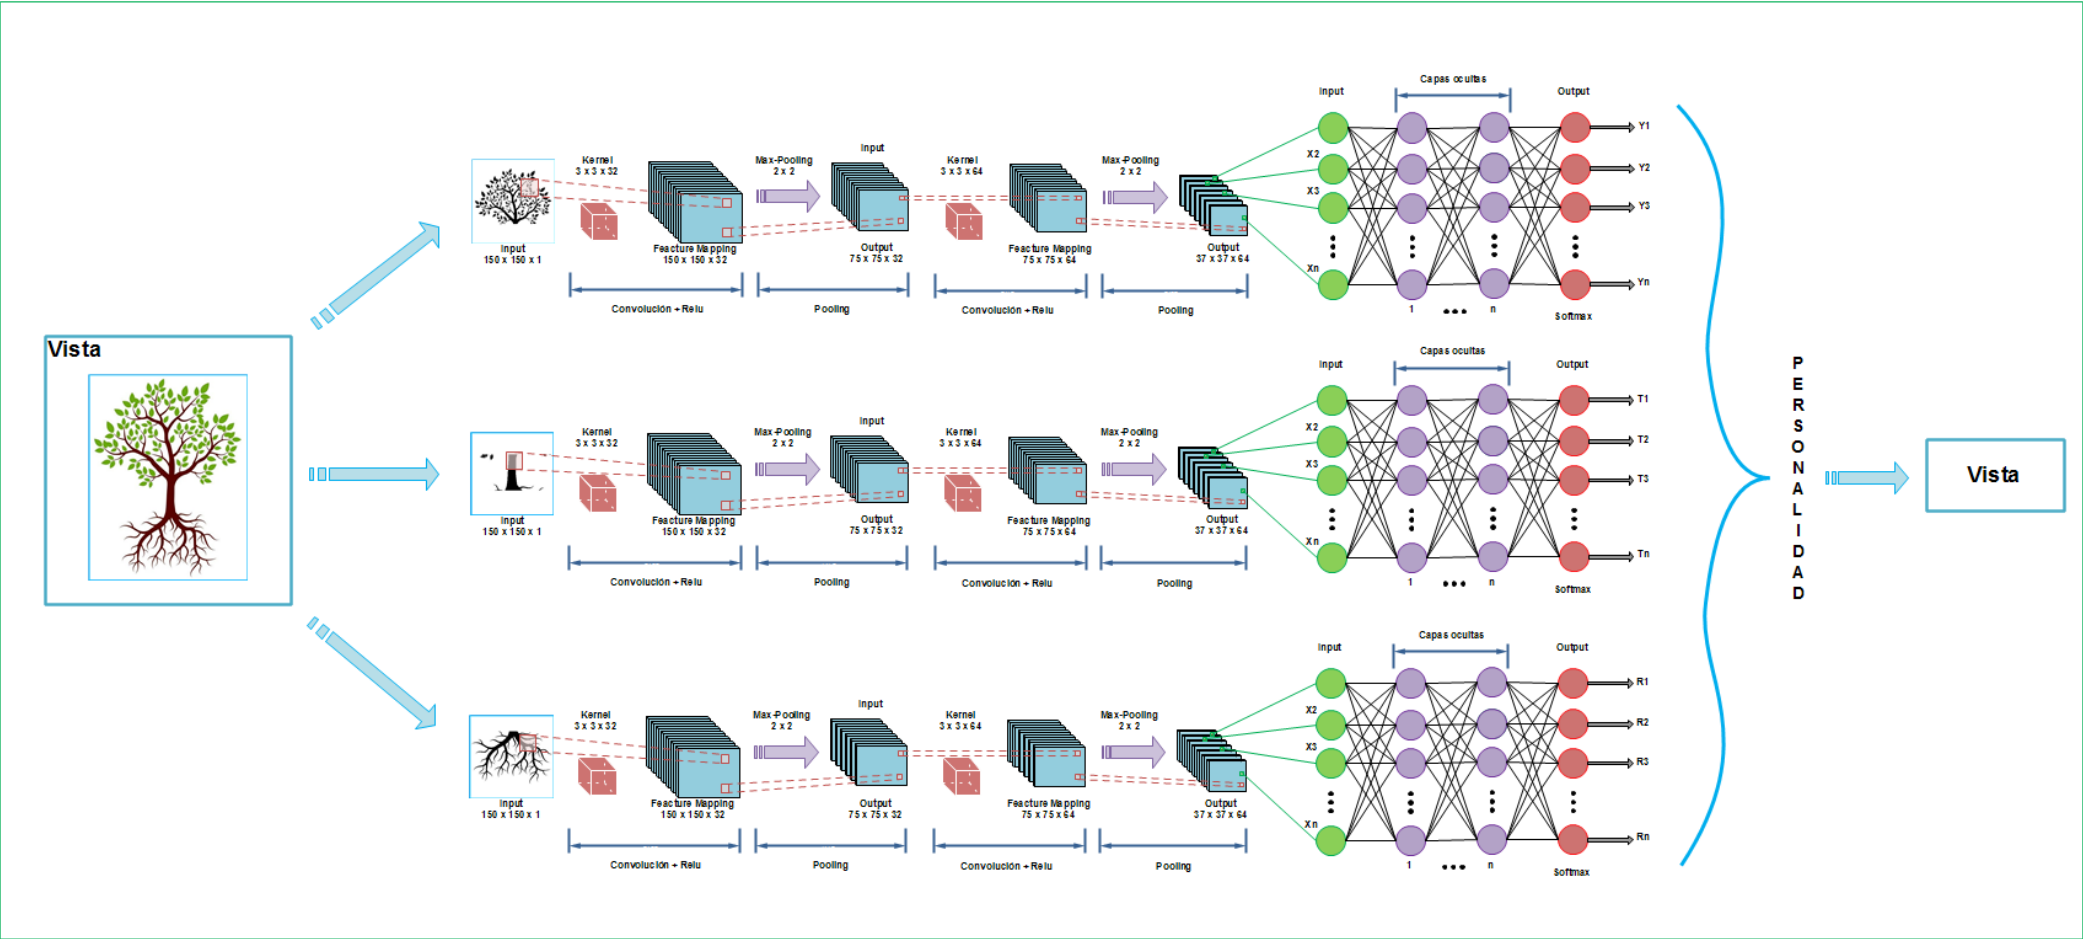 Vista
Input
150 x 150 x 1
Kernel
3 x 3 x 32
Feacture Mapping
150 x 150 x 32
Convolución + Relu
Max-Pooling
2 x 2
Input
Output
75 x 75 x 32
Pooling
Kernel
3 x 3 x 64
Feacture Mapping
75 x 75 x 64
Convolución + Relu
Max-Pooling
2 x 2
Output
37 x 37 x 64
Pooling
Input
X2
X3
Xn
Capas ocultas
1
n
Output
Softmax
Y1
Y2
Y3
Yn
Input
150 x 150 x 1
Kernel
3 x 3 x 32
Feacture Mapping
150 x 150 x 32
Convolución + Relu
Max-Pooling
2 x 2
Input
Output
75 x 75 x 32
Pooling
Kernel
3 x 3 x 64
Feacture Mapping
75 x 75 x 64
Convolución + Relu
Max-Pooling
2 x 2
Output
37 x 37 x 64
Pooling
Input
X2
X3
Xn
Capas ocultas
1
n
Output
Softmax
T1
T2
T3
Tn
Input
150 x 150 x 1
Kernel
3 x 3 x 32
Feacture Mapping
150 x 150 x 32
Convolución + Relu
Max-Pooling
2 x 2
Input
Output
75 x 75 x 32
Pooling
Kernel
3 x 3 x 64
Feacture Mapping
75 x 75 x 64
Convolución + Relu
Max-Pooling
2 x 2
Output
37 x 37 x 64
Pooling
Input
X2
X3
Xn
Capas ocultas
1
n
Output
Softmax
R1
R2
R3
Rn
PERSONALIDAD
Vista